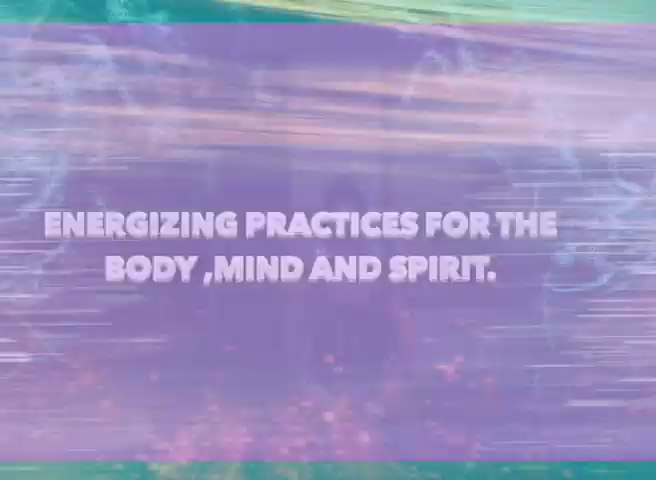 ENERGIZING PRACTICES FOR THE
BODY ,MIND AND SPIRIT.